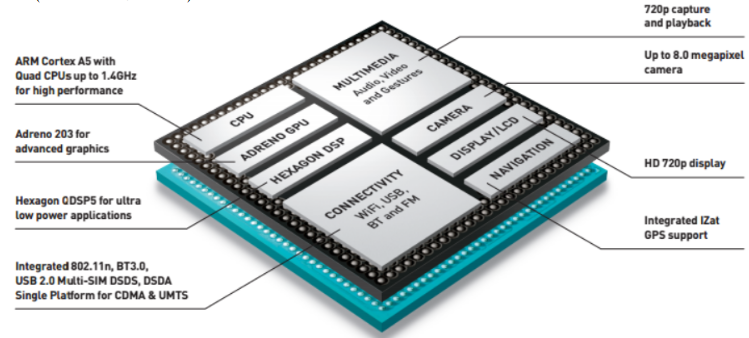 720p capture
and playback
ARM Cortex A5 with
Quad CPUs up to 1.4GHz
for high performance
Up to 8.0 megapixel
camera
MULTIMEDIA
Audio, Video
and Gestures
CPU
CAMERA
Adreno 203 for
advanced graphics
ADRENO GPU
DISPLAY/LCD
HD 720p display
HEXAGON DSP
NAVIGATION
Hexagon QDSP5 for ultra
low power applications
CONNECTIVITY
WiFi, USB,
BT and FM
Integrated IZat
GPS support
Integrated 802.11n, BT3.0,
USB 2.0 Multi-SIM DSDS, DSDA
Single Platform for CDMA & UMTS